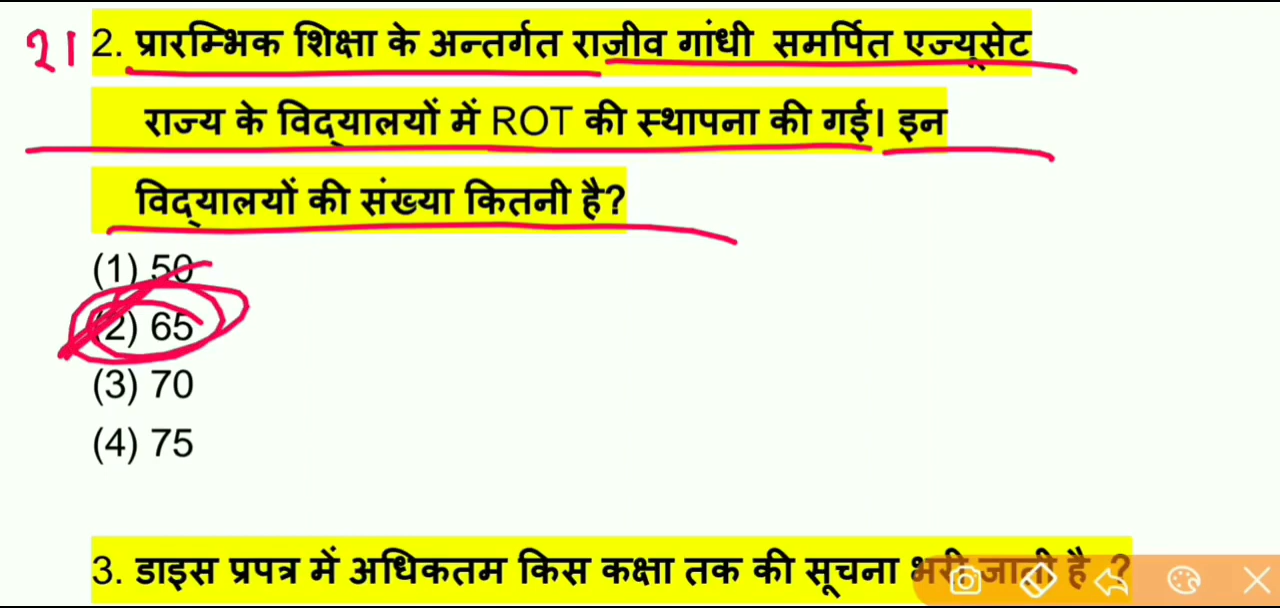 21 2. प्रारम्भिक शिक्षा के अन्तर्गत राजीव गांधी समर्पित एज्यूसेट
राज्य के विद्यालयों में ROT की स्थापना की गई। इन
विद्यालयों की संख्या कितनी है?
(1) 50
(2) 65
(3) 70
(4) 75
3. डाइस प्रपत्र में अधिकतम किस कक्षा तक की सूचना भरी जाती है ?